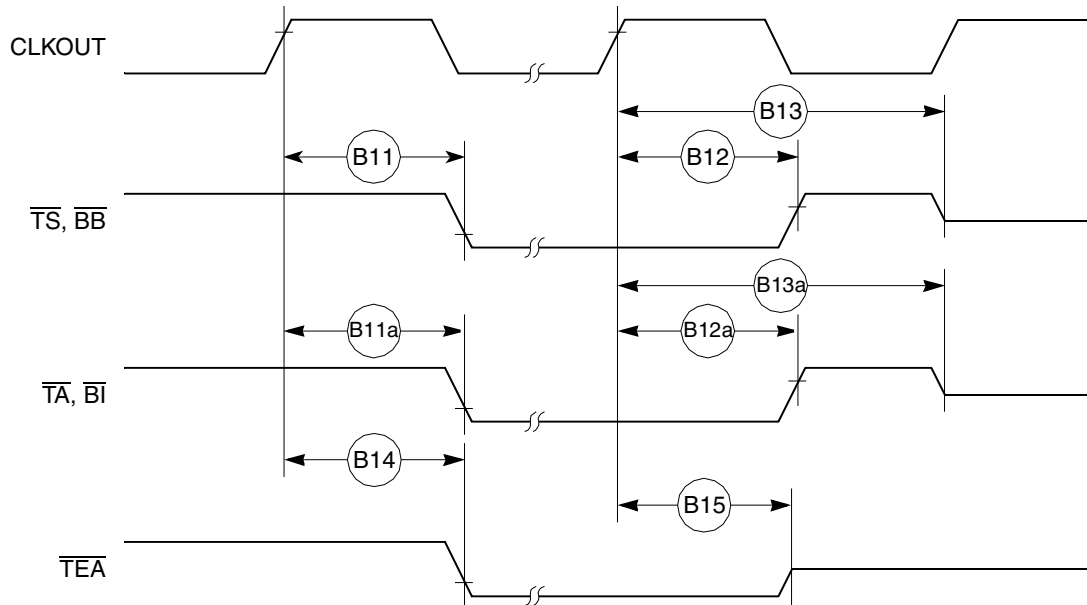 CLKOUT
B13
B11
B12
TS, BB
B13a
B11a
B12a
TA, BI
B14
B15
TEA